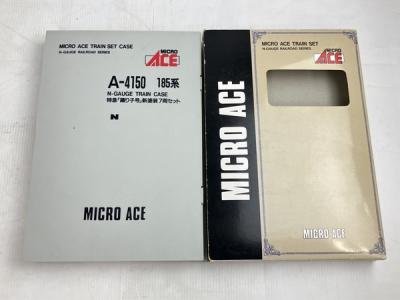 MICRO ACE TRAIN SET CASE
N-GAUGE RAILROAD SERIES
MICRO
ACE
A-4150 185系
N-GAUGE TRAIN CASE
特急「踊り子号」新塗装7両セット
N
MICRO ACE
MICRO ACE TRAIN SET
N-GAUGE RAILROAD SERIES
MICRO
ACE
MICRO ACE
MICRO ACE